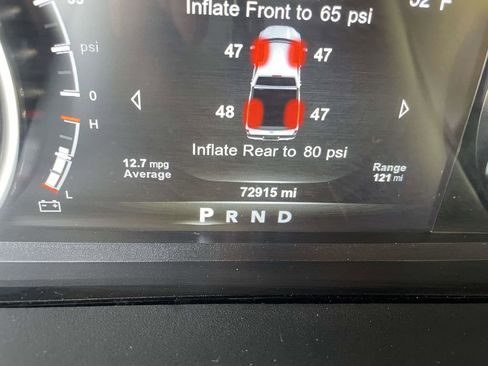 Inflate Front to 65 psi
47 47
psi
0
H
48 47
Inflate Rear to 80 psi
12.7 mpg
Average
Range
121 mi
72915 mi
L
P R N D